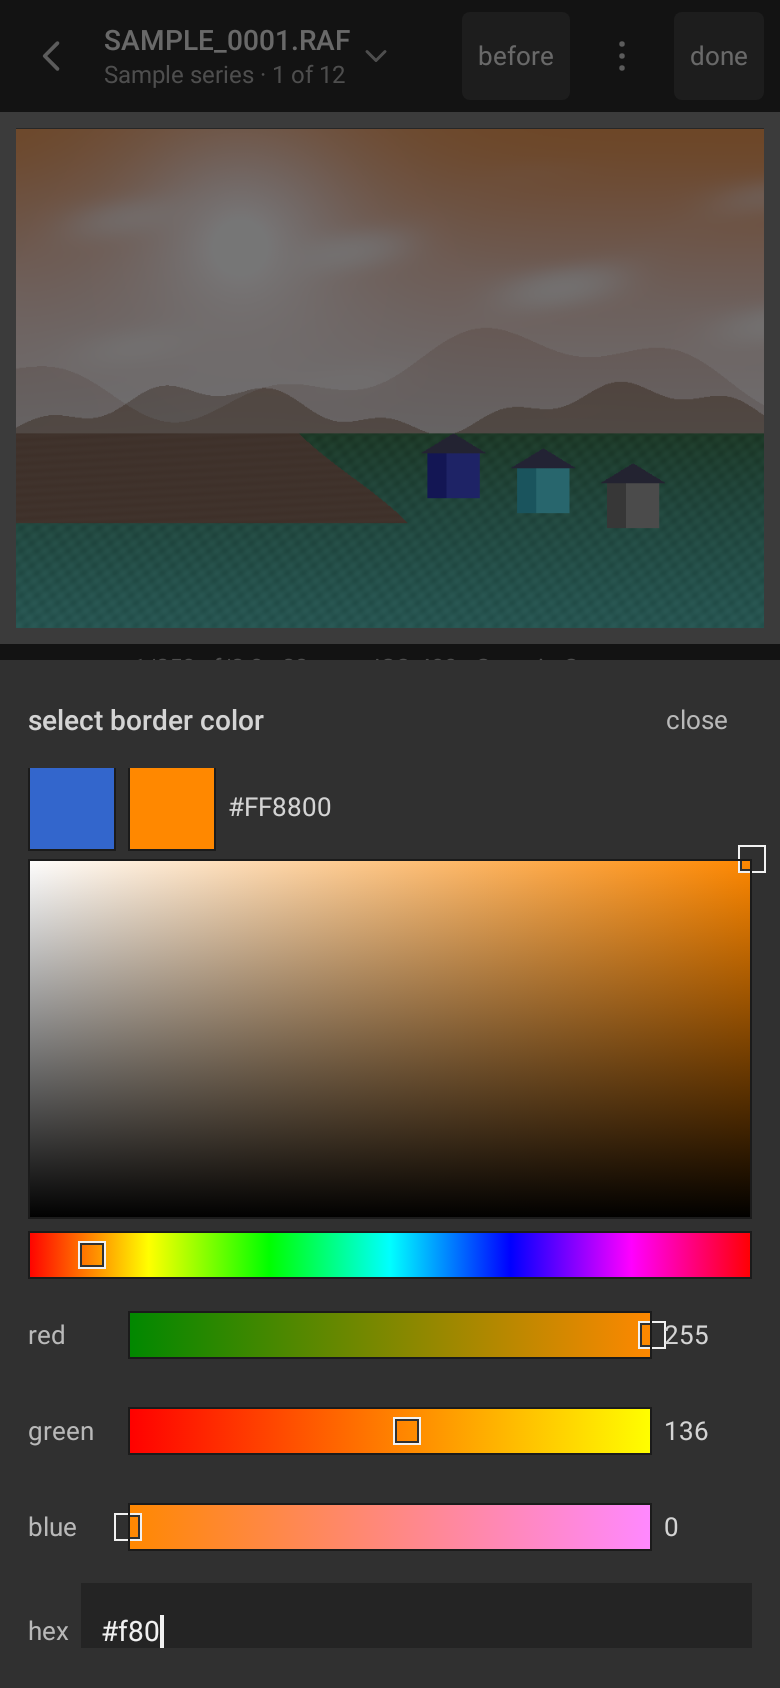 SAMPLE_0001.RAF
Sample series · 1 of 12
before
done
select border color
close
#FF8800
red
255
green
136
blue
0
hex
#f80